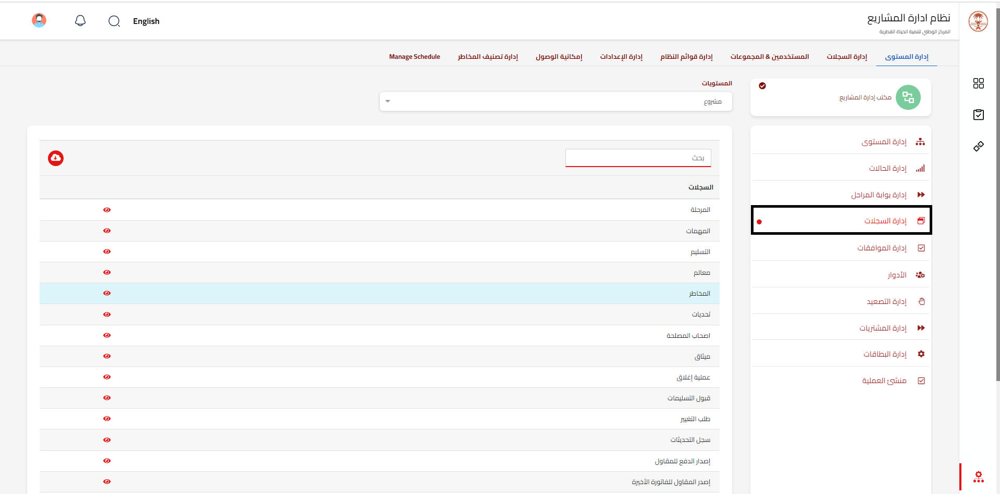 نظام ادارة المشاريع
المركز الوطني لتنمية الحياة الفطرية
English
إدارة المستوى
إدارة السجلات
المستخدمين & المجموعات
إدارة قوائم النظام
إدارة الإعدادات
إمكانية الوصول
إدارة تصنيف المخاطر
Manage Schedule
مكتب إدارة المشاريع
المستويات
مشروع
إدارة المستوى
إدارة الحالات
إدارة بوابة المراحل
إدارة السجلات
إدارة الموافقات
الأدوار
إدارة التصعيد
إدارة المشتريات
إدارة البطاقات
منشئ العملية
بحث
السجلات
المرحلة
المهمات
التسليم
معالم
المخاطر
تحديات
اصحاب المصلحة
ميثاق
عملية إغلاق
قبول التسليمات
طلب التغيير
سجل التحديثات
إصدار الدفع للمقاول
إصدر المقاول للفاتورة الأخيرة